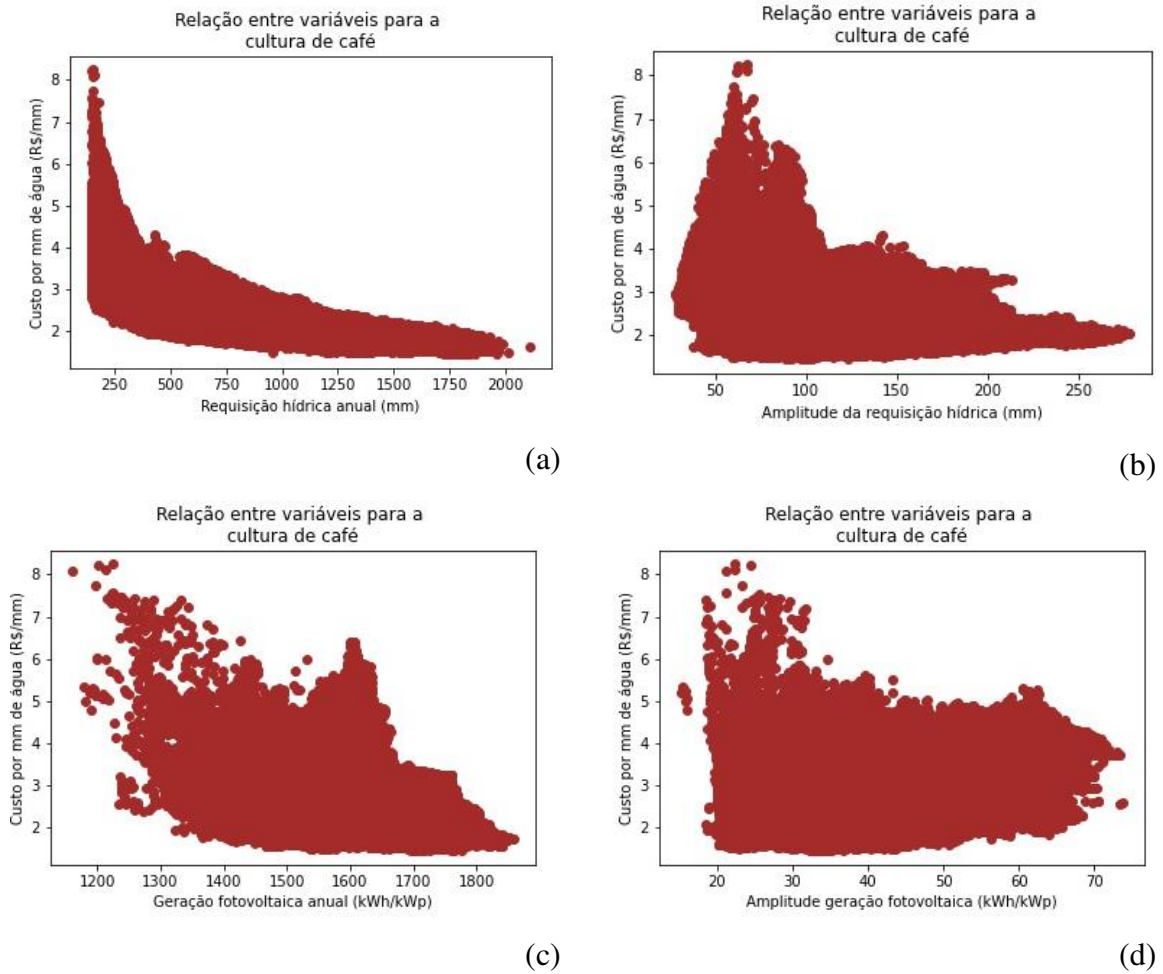 Relação entre variáveis para a
cultura de café
Custo por mm de água (R$/mm)
8
7
6
5
4
3
2
250 500 750 1000 1250 1500 1750 2000
Requisição hídrica anual (mm)
(a)
Relação entre variáveis para a
cultura de café
Custo por mm de água (R$/mm)
8
7
6
5
4
3
2
50 100 150 200 250
Amplitude da requisição hídrica (mm)
(b)
Relação entre variáveis para a
cultura de café
Custo por mm de água (R$/mm)
8
7
6
5
4
3
2
1200 1300 1400 1500 1600 1700 1800
Geração fotovoltaica anual (kWh/kWp)
(c)
Relação entre variáveis para a
cultura de café
Custo por mm de água (R$/mm)
8
7
6
5
4
3
2
20 30 40 50 60 70
Amplitude geração fotovoltaica (kWh/kWp)
(d)